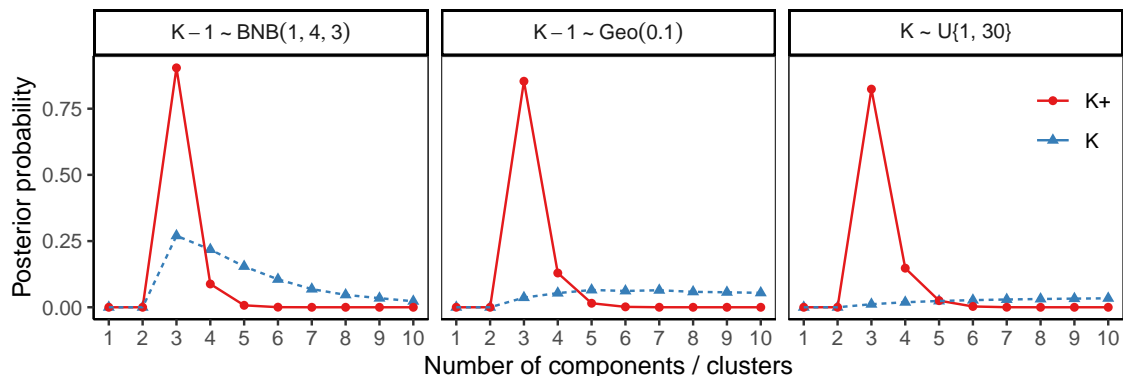 K − 1 ~ BNB(1, 4, 3)
K − 1 ~ Geo(0.1)
K ~ U{1, 30}
Posterior probability
0.75
0.50
0.25
0.00
K+
K
1 2 3 4 5 6 7 8 9 10
1 2 3 4 5 6 7 8 9 10
1 2 3 4 5 6 7 8 9 10
Number of components / clusters